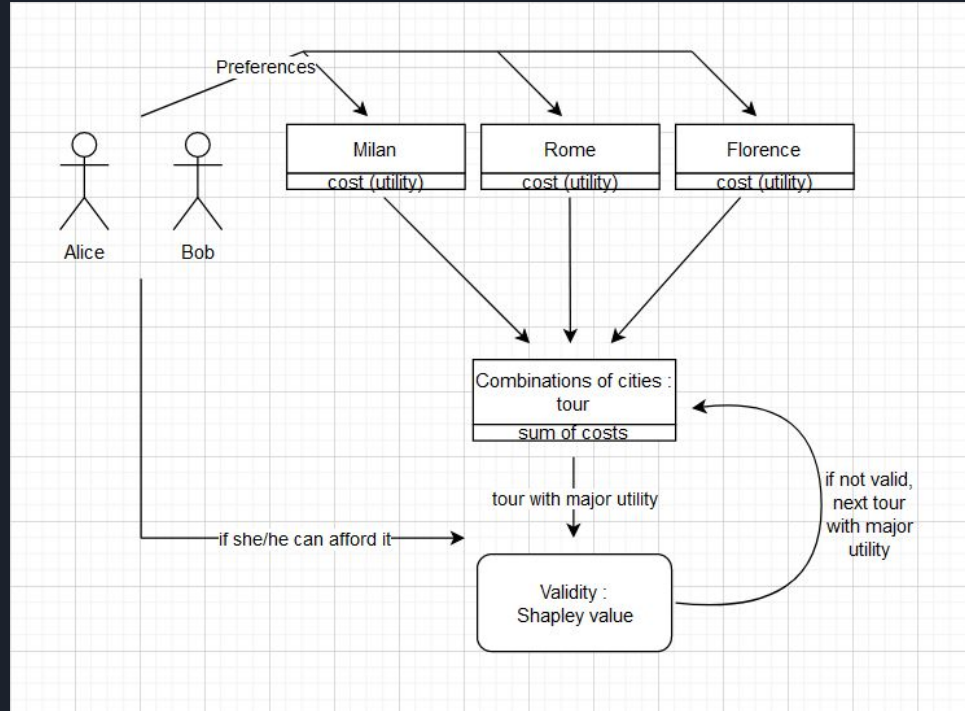 Preferences
Milan
cost (utility)
Rome
cost (utility)
Florence
cost (utility)
Alice
Bob
Combinations of cities :
tour
sum of costs
tour with major utility
if not valid,
next tour
with major
utility
if she/he can afford it
Validity :
Shapley value